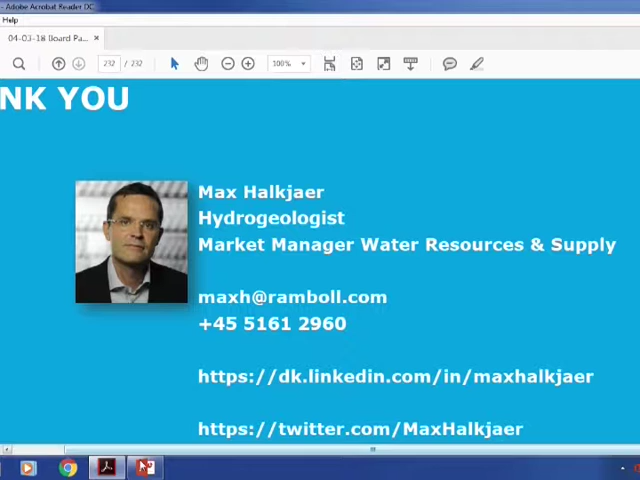 - Adobe Acrobat Reader DC
Help
04-03-18 Board Pa... ×
232 / 232
100%
NK YOU
Max Halkjaer
Hydrogeologist
Market Manager Water Resources & Supply
maxh@ramboll.com
+45 5161 2960
https://dk.linkedin.com/in/maxhalkjaer
https://twitter.com/MaxHalkjaer